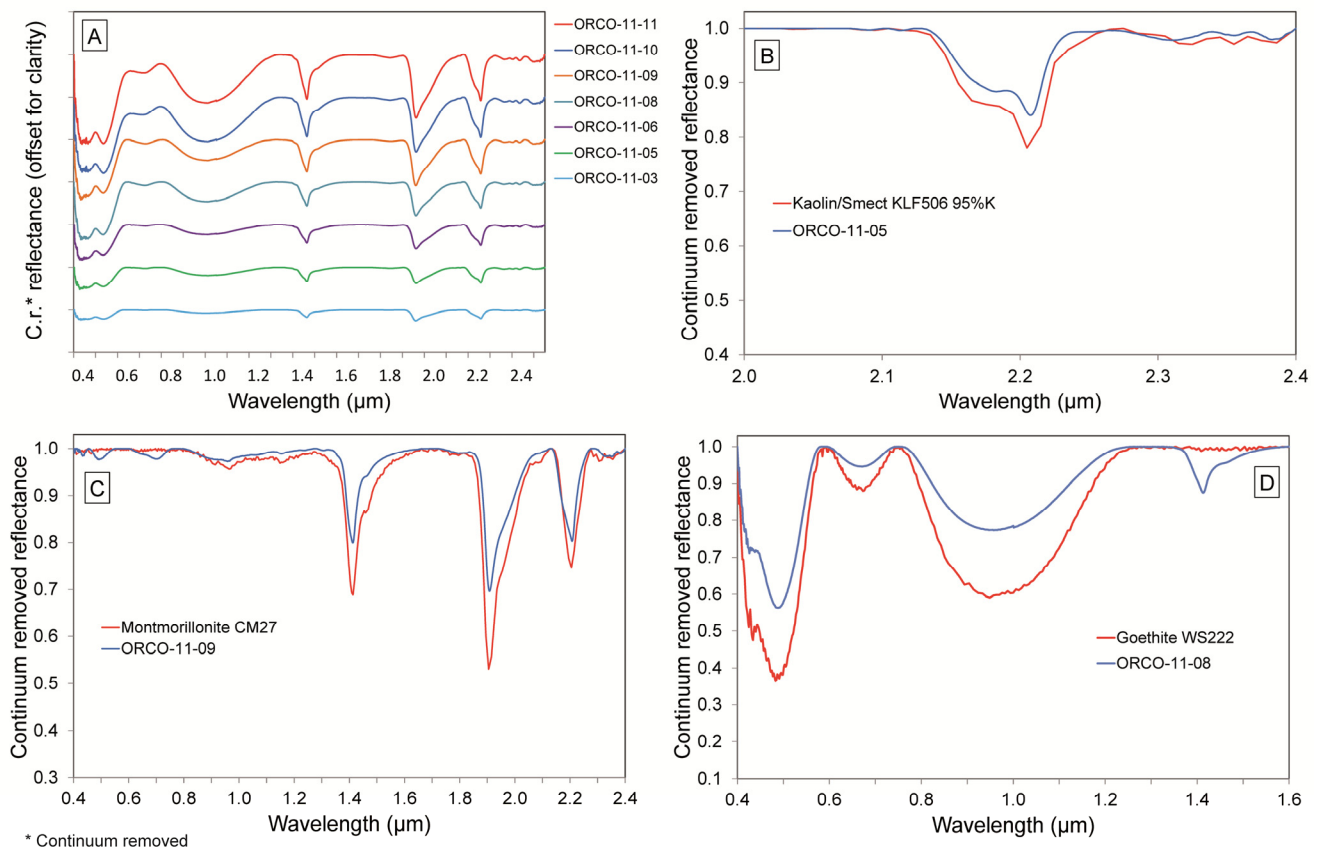 A
C.r.* reflectance (offset for clarity)
ORCO-11-11
ORCO-11-10
ORCO-11-09
ORCO-11-08
ORCO-11-06
ORCO-11-05
ORCO-11-03
0.4 0.6 0.8 1.0 1.2 1.4 1.6 1.8 2.0 2.2 2.4
Wavelength (µm)
B
Continuum removed reflectance
1.0
0.9
0.8
0.7
0.6
0.5
0.4
Kaolin/Smect KLF506 95%K
ORCO-11-05
2.0 2.1 2.2 2.3 2.4
Wavelength (µm)
C
Continuum removed reflectance
1.0
0.9
0.8
0.7
0.6
0.5
0.4
0.3
Montmorillonite CM27
ORCO-11-09
0.4 0.6 0.8 1.0 1.2 1.4 1.6 1.8 2.0 2.2 2.4
Wavelength (µm)
D
Continuum removed reflectance
1.0
0.9
0.8
0.7
0.6
0.5
0.4
0.3
0.2
0.1
Goethite WS222
ORCO-11-08
0.4 0.6 0.8 1.0 1.2 1.4 1.6
Wavelength (µm)
* Continuum removed